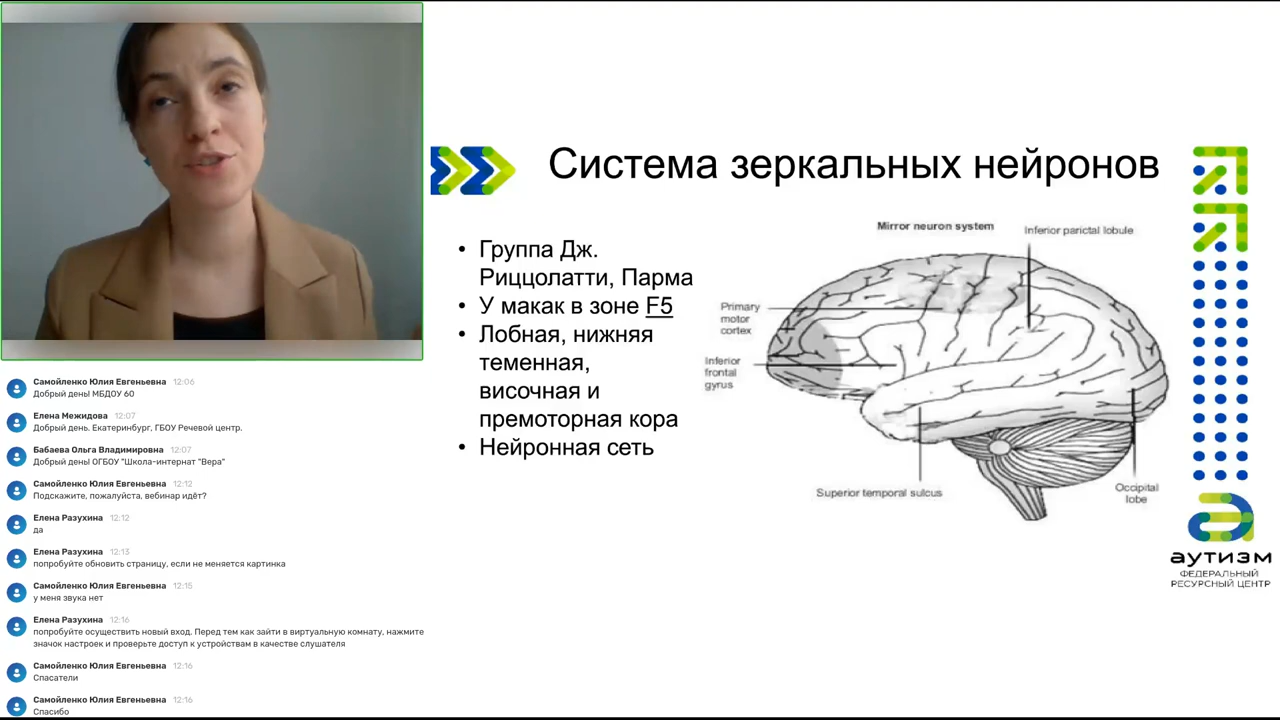 Система зеркальных нейронов
• Группа Дж.
Риццолатти, Парма
• У макак в зоне F5
• Лобная, нижняя
теменная,
височная и
премоторная кора
• Нейронная сеть
Mirror neuron system
Inferior parietal lobule
Primary
motor
cortex
Inferior
frontal
gyrus
Superior temporal sulcus
Occipital
lobe
аутизм
ФЕДЕРАЛЬНЫЙ
РЕСУРСНЫЙ ЦЕНТР
Самойленко Юлия Евгеньевна 12:06
Добрый день! МБДОУ 60
Елена Межидова 12:07
Добрый день. Екатеринбург, ГБОУ Речевой центр.
Бабаева Ольга Владимировна 12:07
Добрый день! ОГБОУ "Школа-интернат "Вера"
Самойленко Юлия Евгеньевна 12:12
Подскажите, пожалуйста, вебинар идёт?
Елена Разухина 12:12
да
Елена Разухина 12:13
попробуйте обновить страницу, если не меняется картинка
Самойленко Юлия Евгеньевна 12:15
у меня звука нет
Елена Разухина 12:16
попробуйте осуществить новый вход. Перед тем как зайти в виртуальную комнату, нажмите
значок настроек и проверьте доступ к устройствам в качестве слушателя
Самойленко Юлия Евгеньевна 12:16
Спасатели
Самойленко Юлия Евгеньевна 12:16
Спасибо